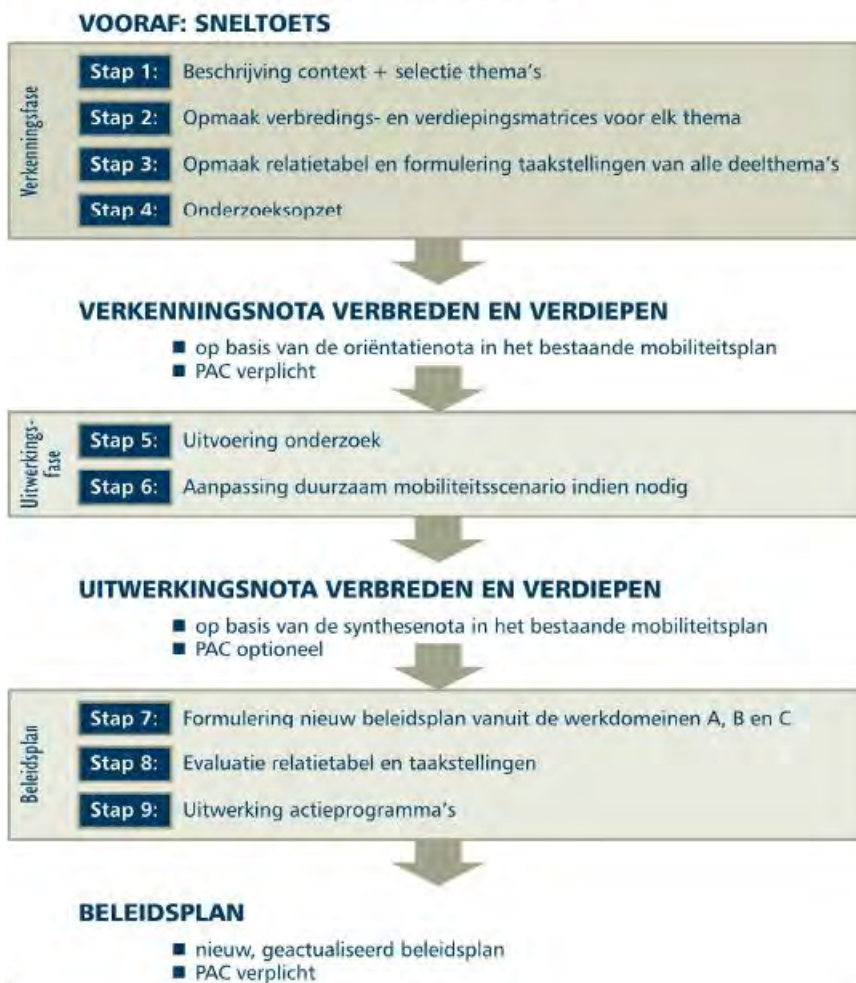 VOORAF: SNELTOETS
Verkenningsfase
Stap 1: Beschrijving context + selectie thema's
Stap 2: Opmaak verbredings- en verdiepingsmatrices voor elk thema
Stap 3: Opmaak relatietabel en formulering taakstellingen van alle deelthema's
Stap 4: Onderzoeksopzet
VERKENNINGSNOTA VERBREDEN EN VERDIEPEN
■ op basis van de oriëntatienota in het bestaande mobiliteitsplan
■ PAC verplicht
Uitwerkings-
fase
Stap 5: Uitvoering onderzoek
Stap 6: Aanpassing duurzaam mobiliteitsscenario indien nodig
UITWERKINGSNOTA VERBREDEN EN VERDIEPEN
■ op basis van de synthesenota in het bestaande mobiliteitsplan
■ PAC optioneel
Beleidsplan
Stap 7: Formulering nieuw beleidsplan vanuit de werkdomeinen A, B en C
Stap 8: Evaluatie relatietabel en taakstellingen
Stap 9: Uitwerking actieprogramma's
BELEIDSPLAN
■ nieuw, geactualiseerd beleidsplan
■ PAC verplicht